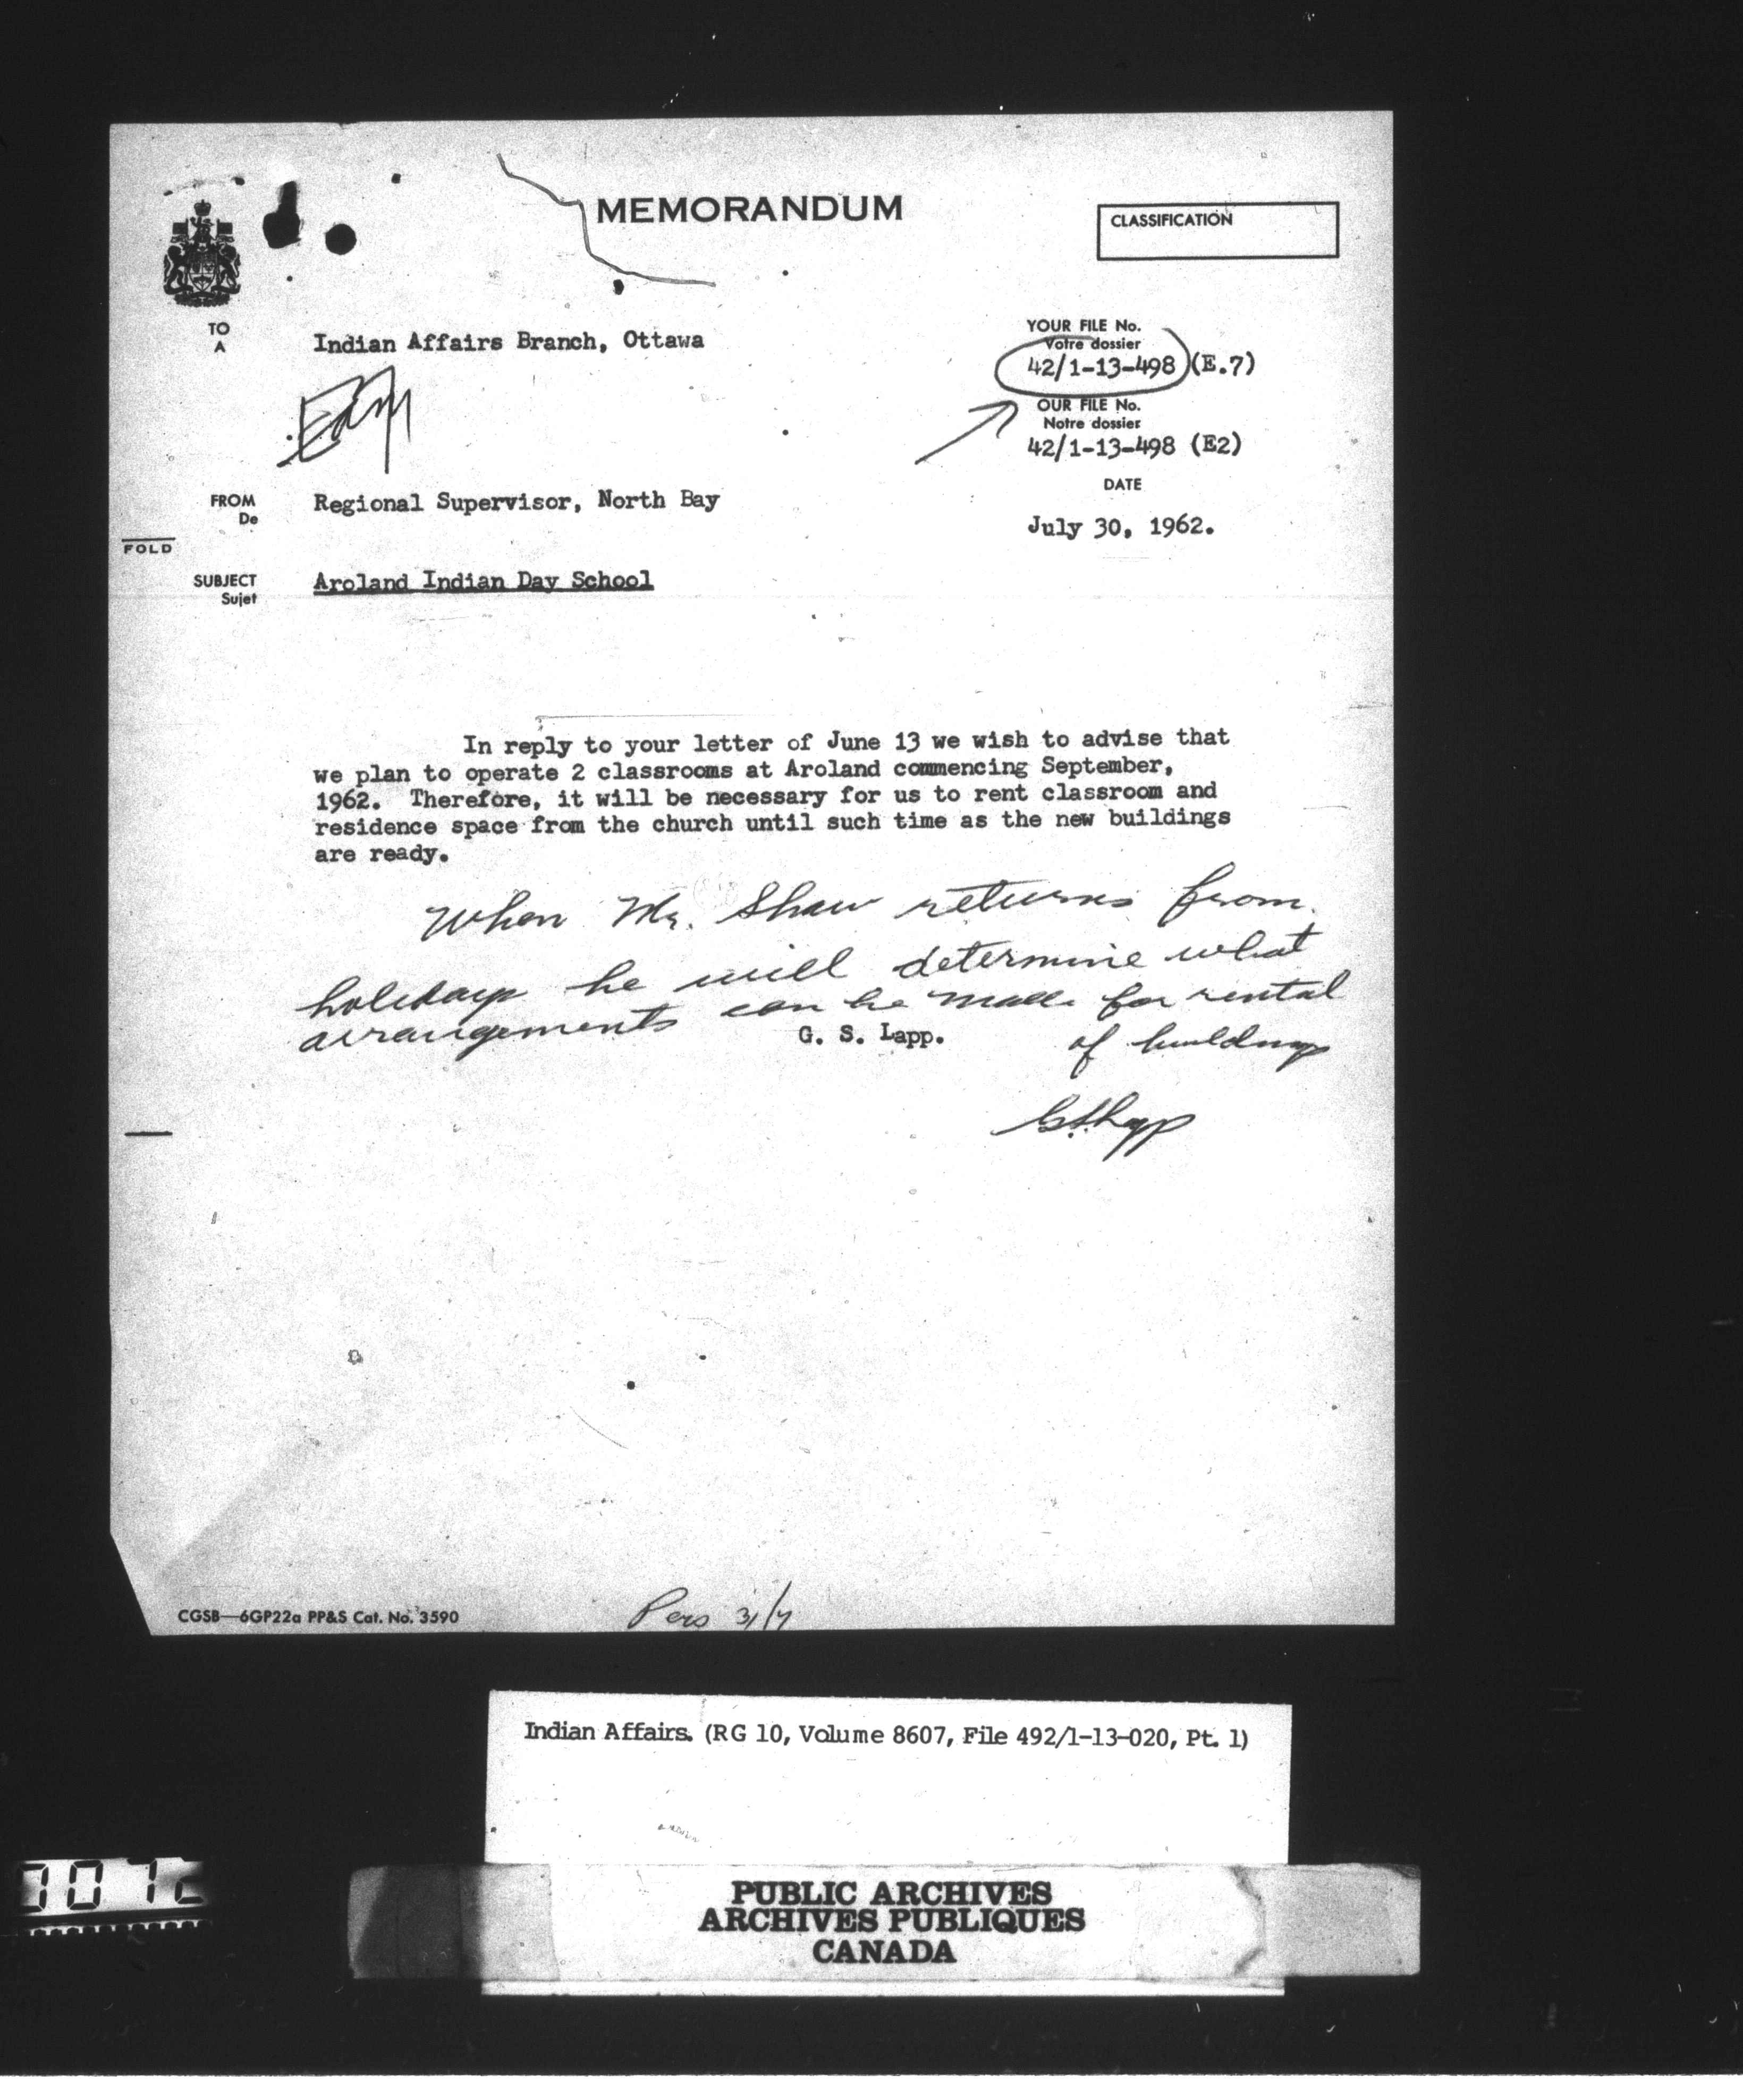 MEMORANDUM
CLASSIFICATION
TO
A
Indian Affairs Branch, Ottawa
YOUR FILE No.
Votre dossier
42/1-13-498 (E.7)
OUR FILE No.
Notre dossier
42/1-13-498 (E2)
DATE
July 30, 1962.
FROM
De
Regional Supervisor, North Bay
FOLD
SUBJECT
Sujet
Aroland Indian Day School
In reply to your letter of June 13 we wish to advise that
we plan to operate 2 classrooms at Aroland commencing September,
1962. Therefore, it will be necessary for us to rent classroom and
residence space from the church until such time as the new buildings
are ready.
When Mr. Shaw returns from
holidays he will determine what
arrangements can be made for rental
of buildings
G. S. Lapp.
GSLapp
CGSB—6GP22a PP&S Cat. No. 3590
31/7
Indian Affairs. (RG 10, Volume 8607, File 492/1-13-020, Pt. 1)
PUBLIC ARCHIVES
ARCHIVES PUBLIQUES
CANADA